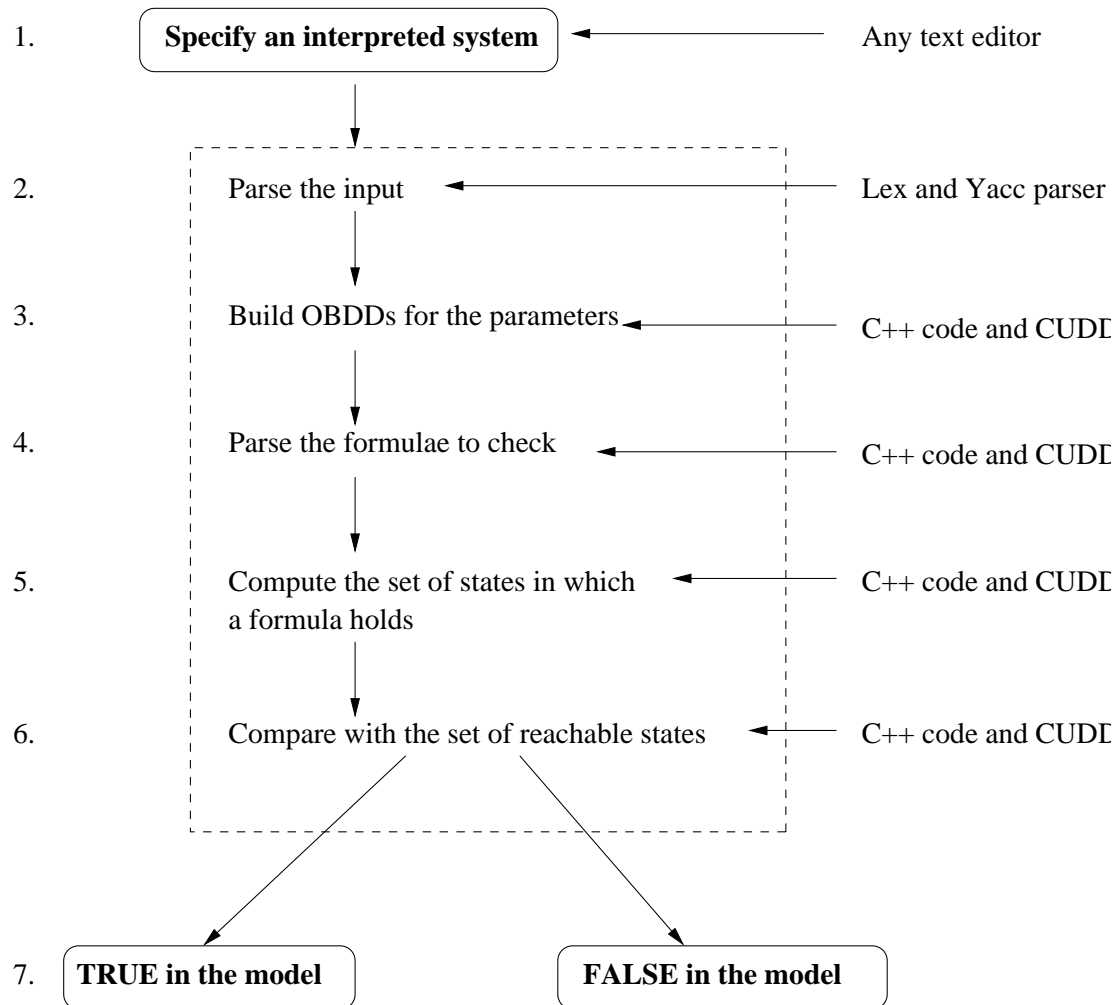 1. Specify an interpreted system Any text editor
2. Parse the input Lex and Yacc parser
3. Build OBDDs for the parameters C++ code and CUDD
4. Parse the formulae to check C++ code and CUDD
5. Compute the set of states in which C++ code and CUDD
a formula holds
6. Compare with the set of reachable states C++ code and CUDD
7. TRUE in the model FALSE in the model